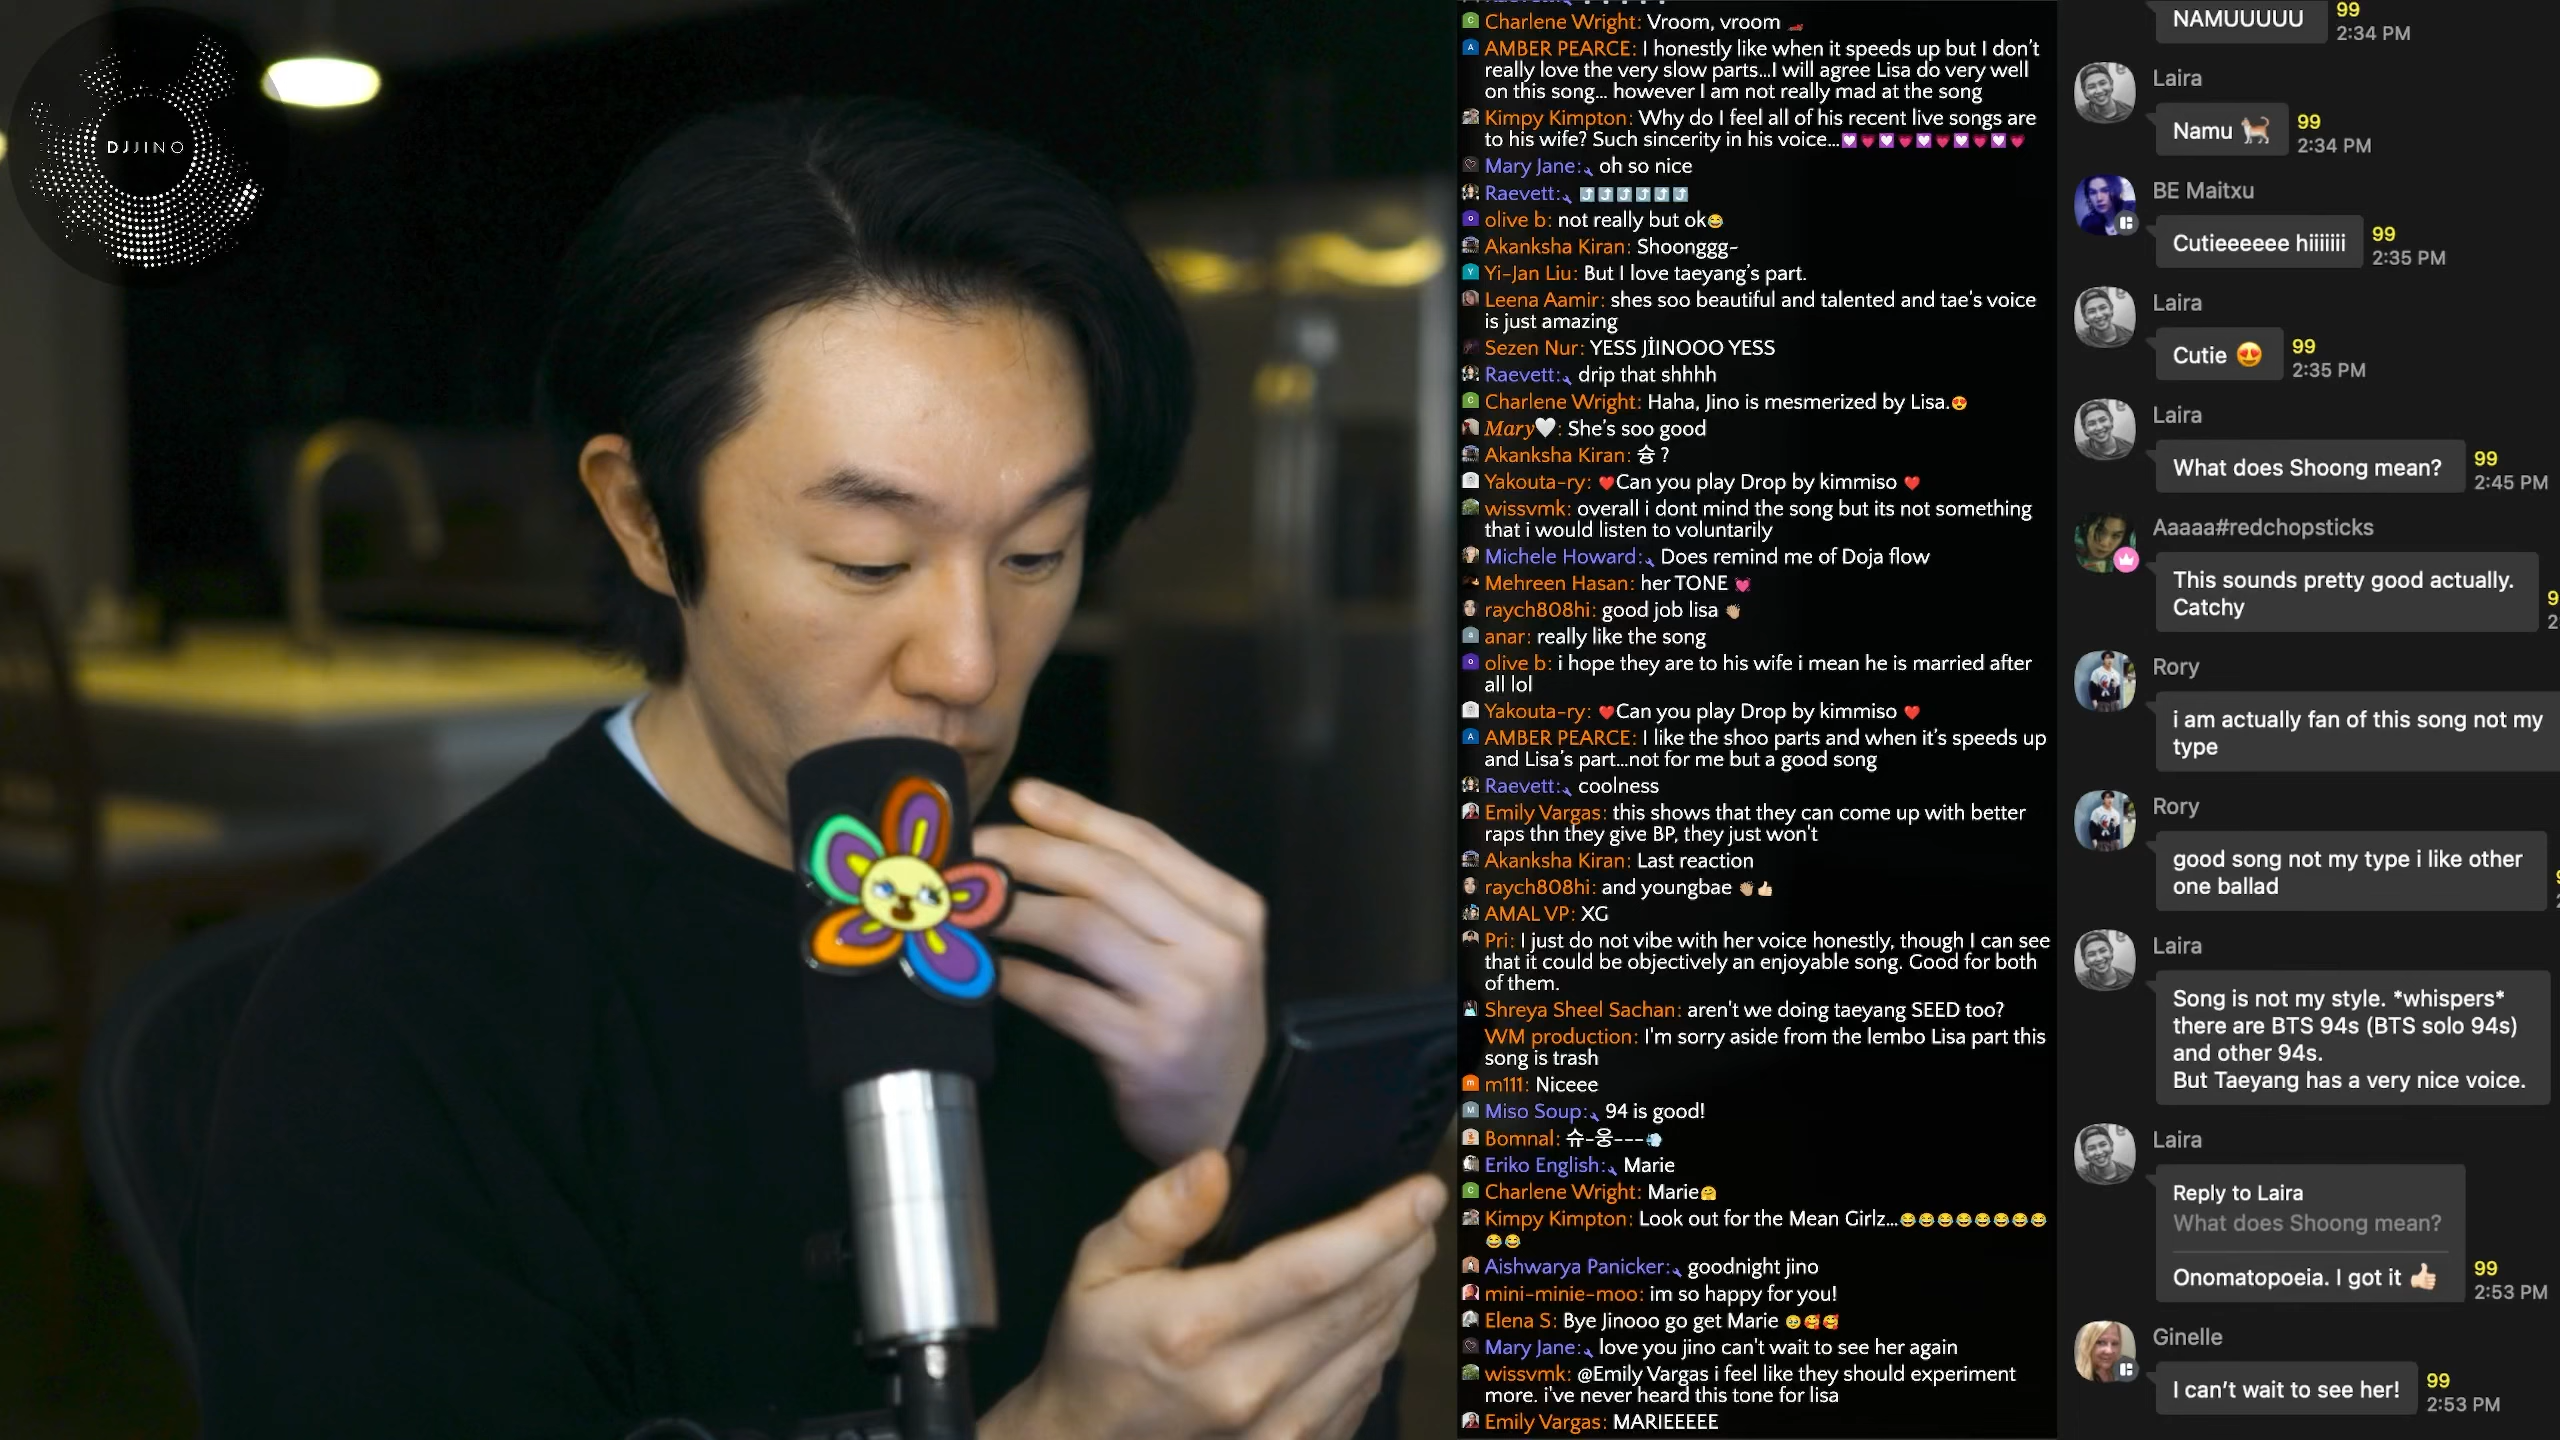 DJJINO
Charlene Wright: Vroom, vroom
AMBER PEARCE: I honestly like when it speeds up but I don't
really love the very slow parts...I will agree Lisa do very well
on this song... however I am not really mad at the song
Kimpy Kimpton: Why do I feel all of his recent live songs are
to his wife? Such sincerity in his voice...💟💗💟💗💟💗💟💗💟💗
Mary Jane: oh so nice
Raevett: ⤴️⤴️⤴️⤴️⤴️⤴️
olive b: not really but ok😂
Akanksha Kiran: Shoonggg-
Yi-Jan Liu: But I love taeyang's part.
Leena Aamir: shes soo beautiful and talented and tae's voice
is just amazing
Sezen Nur: YESS JİINOOO YESS
Raevett: drip that shhhh
Charlene Wright: Haha, Jino is mesmerized by Lisa.😍
Mary🤍: She's soo good
Akanksha Kiran: 슝 ?
Yakouta-ry: ❤️Can you play Drop by kimmiso ❤️
wissvmk: overall i dont mind the song but its not something
that i would listen to voluntarily
Michele Howard: Does remind me of Doja flow
Mehreen Hasan: her TONE 💓
raych808hi: good job lisa 👏🏽
anar: really like the song
olive b: i hope they are to his wife i mean he is married after
all lol
Yakouta-ry: ❤️Can you play Drop by kimmiso ❤️
AMBER PEARCE: I like the shoo parts and when it's speeds up
and Lisa's part...not for me but a good song
Raevett: coolness
Emily Vargas: this shows that they can come up with better
raps thn they give BP, they just won't
Akanksha Kiran: Last reaction
raych808hi: and youngbae 👏🏽👍🏼
AMAL VP: XG
Pri: I just do not vibe with her voice honestly, though I can see
that it could be objectively an enjoyable song. Good for both
of them.
Shreya Sheel Sachan: aren't we doing taeyang SEED too?
WM production: I'm sorry aside from the lembo Lisa part this
song is trash
m111: Niceee
Miso Soup: 94 is good!
Bomnal: 슈-웅---💨
Eriko English: Marie
Charlene Wright: Marie🤗
Kimpy Kimpton: Look out for the Mean Girlz...😂😂😂😂😂😂😂😂
😂😂
Aishwarya Panicker: goodnight jino
mini-minie-moo: im so happy for you!
Elena S: Bye Jinooo go get Marie 🥹🥰🥰
Mary Jane: love you jino can't wait to see her again
wissvmk: @Emily Vargas i feel like they should experiment
more. i've never heard this tone for lisa
Emily Vargas: MARIEEEEE
NAMUUUUU
99
2:34 PM
Laira
Namu 🐈
99
2:34 PM
BE Maitxu
Cutieeeeee hiiiiiii
99
2:35 PM
Laira
Cutie 😍
99
2:35 PM
Laira
What does Shoong mean?
99
2:45 PM
Aaaaa#redchopsticks
This sounds pretty good actually.
Catchy
Rory
i am actually fan of this song not my
type
Rory
good song not my type i like other
one ballad
Laira
Song is not my style. *whispers*
there are BTS 94s (BTS solo 94s)
and other 94s.
But Taeyang has a very nice voice.
Laira
Reply to Laira
What does Shoong mean?
Onomatopoeia. I got it 👍🏻
99
2:53 PM
Ginelle
I can't wait to see her!
99
2:53 PM